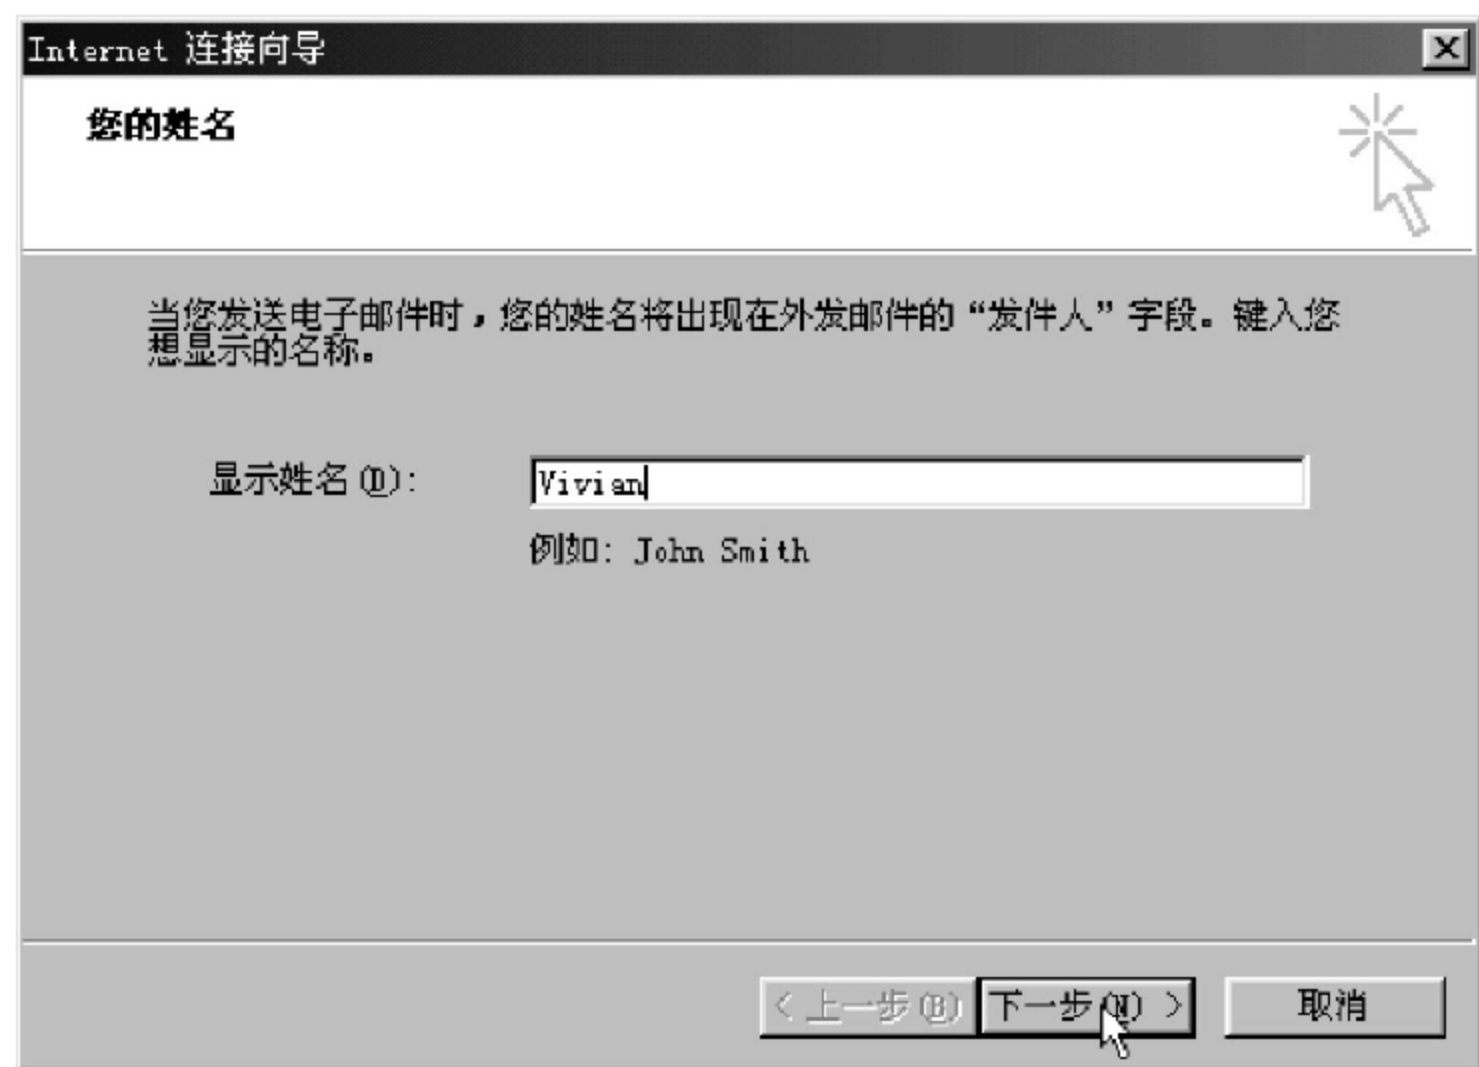 Internet 连接向导
您的姓名
当您发送电子邮件时，您的姓名将出现在外发邮件的“发件人”字段。键入您
想显示的名称。
显示姓名(D):
Vivian
例如: John Smith
< 上一步(B) 下一步(N) > 取消